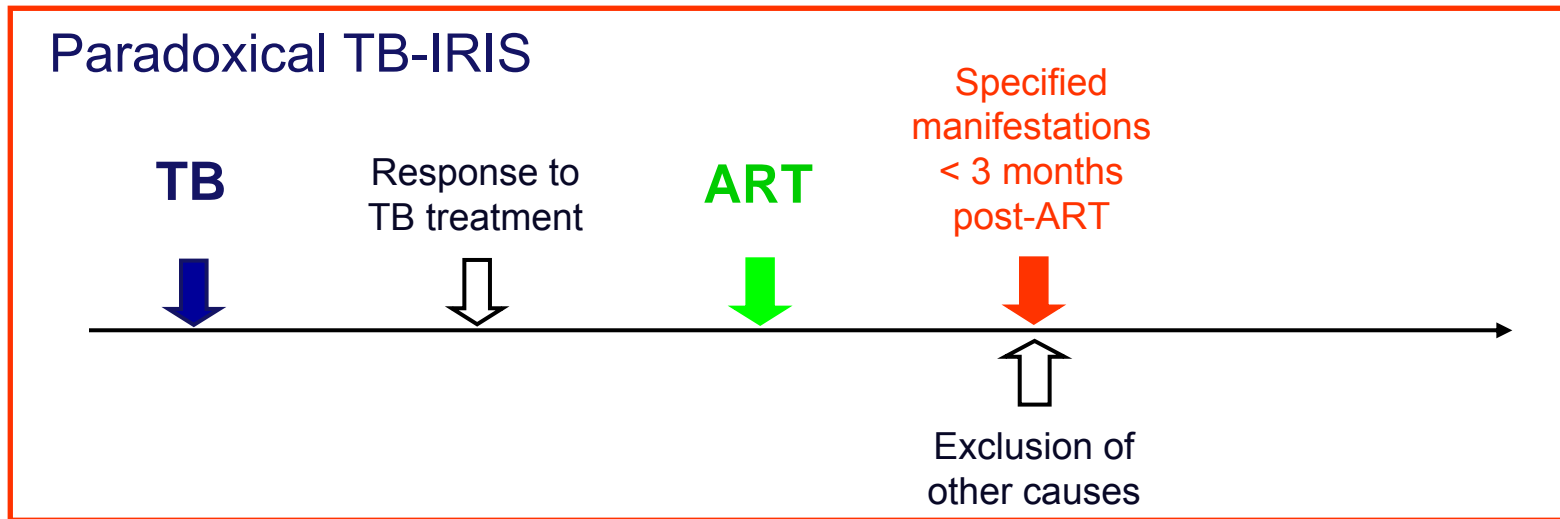 Paradoxical TB-IRIS
TB
Response to
TB treatment
ART
Specified
manifestations
< 3 months
post-ART
Exclusion of
other causes